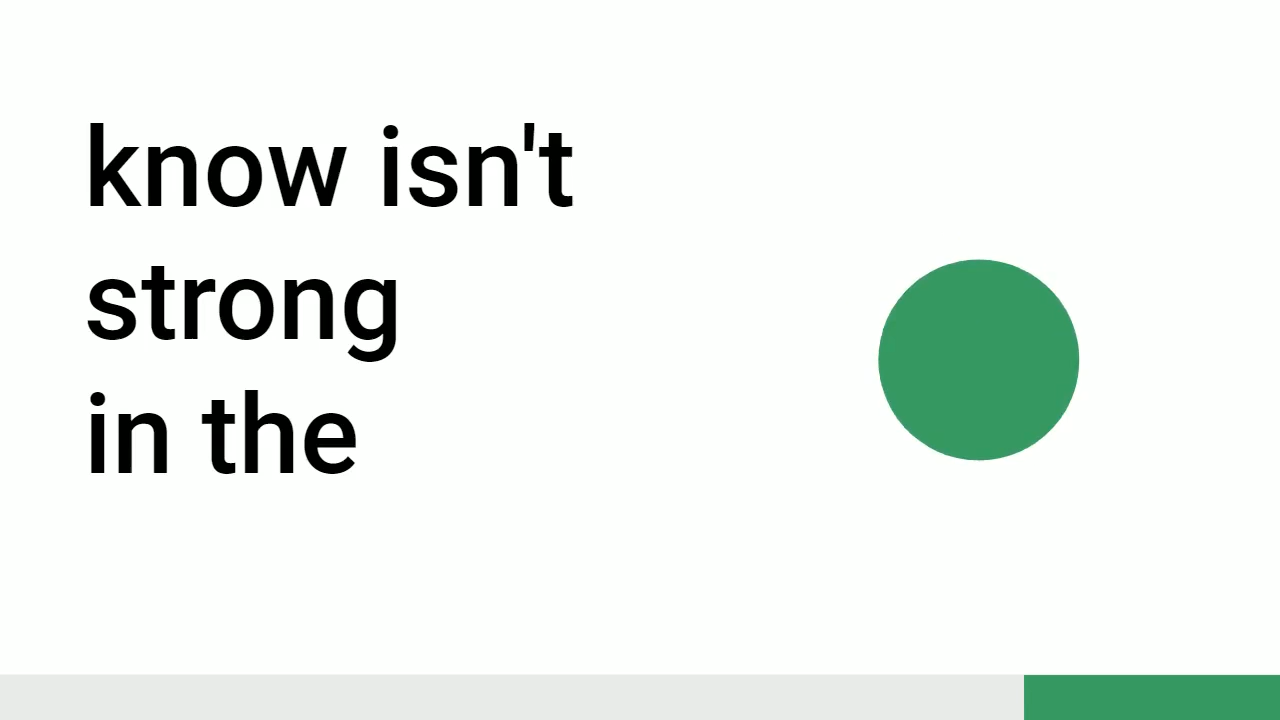 know isn't
strong
in the